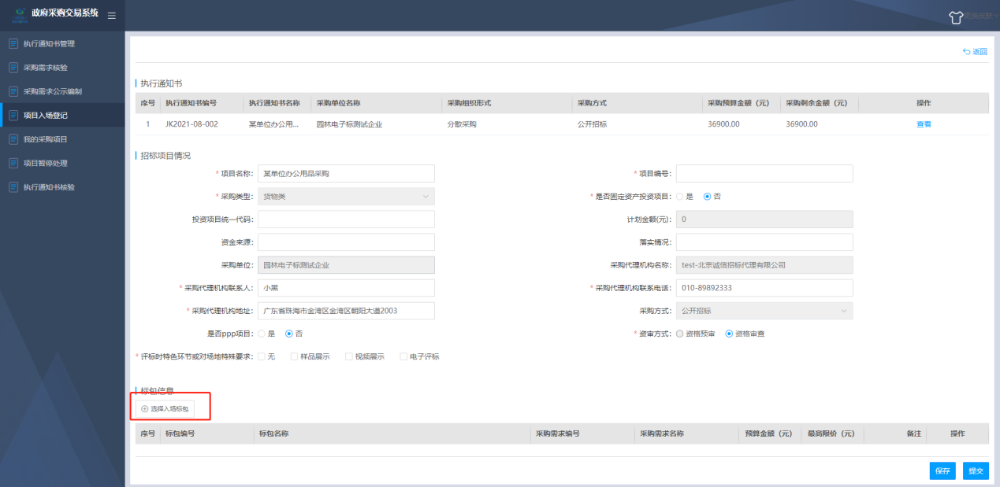 政府采购交易系统
更换皮肤
执行通知书管理
采购需求核验
采购需求公示编制
项目入场登记
我的采购项目
项目暂停处理
执行通知书核验
返回
执行通知书
序号 执行通知书编号 执行通知书名称 采购单位名称 采购组织形式 采购方式 采购预算金额（元） 采购剩余金额（元） 操作
1 JK2021-08-002 某单位办公用... 园林电子标测试企业 分散采购 公开招标 36900.00 36900.00 查看
招标项目情况
* 项目名称： 某单位办公用品采购 * 项目编号：
* 采购类型： 货物类 * 是否固定资产投资项目： 是 否
投资项目统一代码： 计划金额(元)： 0
资金来源： 落实情况：
采购单位： 园林电子标测试企业 采购代理机构名称： test-北京诚信招标代理有限公司
* 采购代理机构联系人： 小黑 * 采购代理机构联系电话： 010-89892333
* 采购代理机构地址： 广东省珠海市金湾区金湾区朝阳大道2003 采购方式： 公开招标
是否ppp项目： 是 否 * 资审方式： 资格预审 资格审查
* 评标时特色环节或对场地特殊要求： 无 样品展示 视频展示 电子评标
标包信息
选择入场标包
序号 标包编号 标包名称 采购需求编号 采购需求名称 预算金额（元） 最高限价（元） 备注 操作
保存 提交